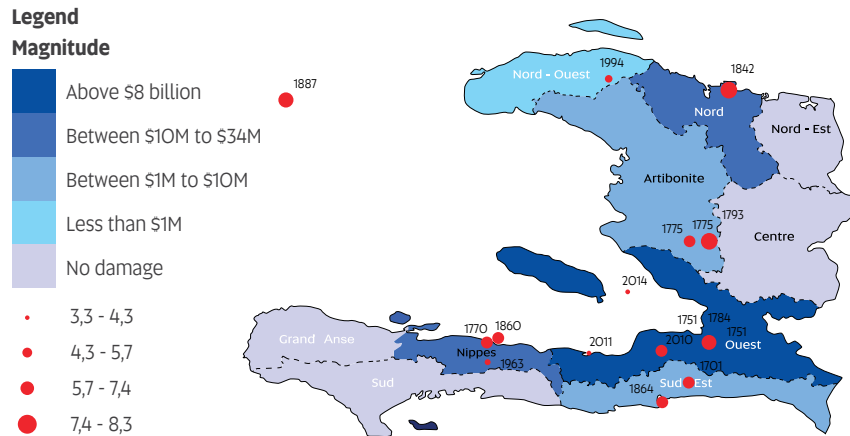 Legend
Magnitude
Above $8 billion
Between $10M to $34M
Between $1M to $10M
Less than $1M
No damage
3,3 - 4,3
4,3 - 5,7
5,7 - 7,4
7,4 - 8,3
1887
Nord - Ouest
1994
1842
Nord
Nord - Est
Artibonite
1775
1775
1793
Centre
2014
1770
1860
Grand Anse
Nippes
1963
Sud
2011
1751
1784
1751
2010
Ouest
1701
Sud Est
1864